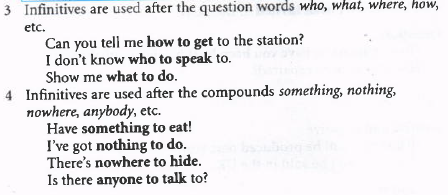 3 Infinitives are used after the question words who, what, where, how,
etc.
Can you tell me how to get to the station?
I don't know who to speak to.
Show me what to do.
4 Infinitives are used after the compounds something, nothing,
nowhere, anybody, etc.
Have something to eat!
I've got nothing to do.
There's nowhere to hide.
Is there anyone to talk to?